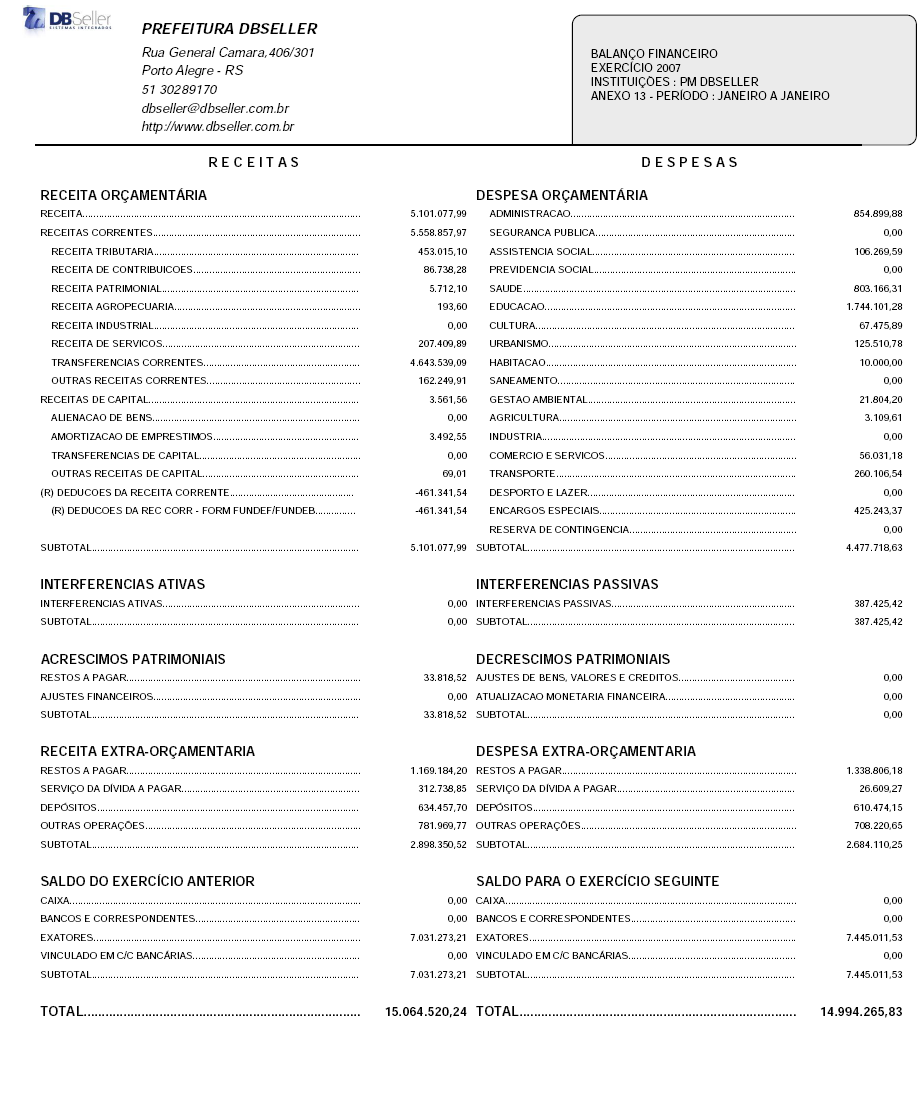 DBSeller
SISTEMAS INTEGRADOS
PREFEITURA DBSELLER
Rua General Camara,406/301
Porto Alegre - RS
51 30289170
dbseller@dbseller.com.br
http://www.dbseller.com.br
BALANÇO FINANCEIRO
EXERCÍCIO 2007
INSTITUIÇÕES : PM DBSELLER
ANEXO 13 - PERÍODO : JANEIRO A JANEIRO
RECEITAS
RECEITA ORÇAMENTÁRIA
RECEITA 5.101.077,99
RECEITAS CORRENTES 5.558.857,97
RECEITA TRIBUTARIA 453.015,10
RECEITA DE CONTRIBUICOES 86.738,28
RECEITA PATRIMONIAL 5.712,10
RECEITA AGROPECUARIA 193,60
RECEITA INDUSTRIAL 0,00
RECEITA DE SERVICOS 207.409,89
TRANSFERENCIAS CORRENTES 4.643.539,09
OUTRAS RECEITAS CORRENTES 162.249,91
RECEITAS DE CAPITAL 3.561,56
ALIENACAO DE BENS 0,00
AMORTIZACAO DE EMPRESTIMOS 3.492,55
TRANSFERENCIAS DE CAPITAL 0,00
OUTRAS RECEITAS DE CAPITAL 69,01
(R) DEDUCOES DA RECEITA CORRENTE -461.341,54
(R) DEDUCOES DA REC CORR - FORM FUNDEF/FUNDEB -461.341,54
SUBTOTAL 5.101.077,99
INTERFERENCIAS ATIVAS
INTERFERENCIAS ATIVAS 0,00
SUBTOTAL 0,00
ACRESCIMOS PATRIMONIAIS
RESTOS A PAGAR 33.818,52
AJUSTES FINANCEIROS 0,00
SUBTOTAL 33.818,52
RECEITA EXTRA-ORÇAMENTARIA
RESTOS A PAGAR 1.169.184,20
SERVIÇO DA DÍVIDA A PAGAR 312.738,85
DEPÓSITOS 634.457,70
OUTRAS OPERAÇÕES 781.969,77
SUBTOTAL 2.898.350,52
SALDO DO EXERCÍCIO ANTERIOR
CAIXA 0,00
BANCOS E CORRESPONDENTES 0,00
EXATORES 7.031.273,21
VINCULADO EM C/C BANCÁRIAS 0,00
SUBTOTAL 7.031.273,21
TOTAL 15.064.520,24
DESPESAS
DESPESA ORÇAMENTÁRIA
ADMINISTRACAO 854.899,88
SEGURANCA PUBLICA 0,00
ASSISTENCIA SOCIAL 106.269,59
PREVIDENCIA SOCIAL 0,00
SAUDE 803.166,31
EDUCACAO 1.744.101,28
CULTURA 67.475,89
URBANISMO 125.510,78
HABITACAO 10.000,00
SANEAMENTO 0,00
GESTAO AMBIENTAL 21.804,20
AGRICULTURA 3.109,61
INDUSTRIA 0,00
COMERCIO E SERVICOS 56.031,18
TRANSPORTE 260.106,54
DESPORTO E LAZER 0,00
ENCARGOS ESPECIAIS 425.243,37
RESERVA DE CONTINGENCIA 0,00
SUBTOTAL 4.477.718,63
INTERFERENCIAS PASSIVAS
INTERFERENCIAS PASSIVAS 387.425,42
SUBTOTAL 387.425,42
DECRESCIMOS PATRIMONIAIS
AJUSTES DE BENS, VALORES E CREDITOS 0,00
ATUALIZACAO MONETARIA FINANCEIRA 0,00
SUBTOTAL 0,00
DESPESA EXTRA-ORÇAMENTARIA
RESTOS A PAGAR 1.338.806,18
SERVIÇO DA DÍVIDA A PAGAR 26.609,27
DEPÓSITOS 610.474,15
OUTRAS OPERAÇÕES 708.220,65
SUBTOTAL 2.684.110,25
SALDO PARA O EXERCÍCIO SEGUINTE
CAIXA 0,00
BANCOS E CORRESPONDENTES 0,00
EXATORES 7.445.011,53
VINCULADO EM C/C BANCÁRIAS 0,00
SUBTOTAL 7.445.011,53
TOTAL 14.994.265,83